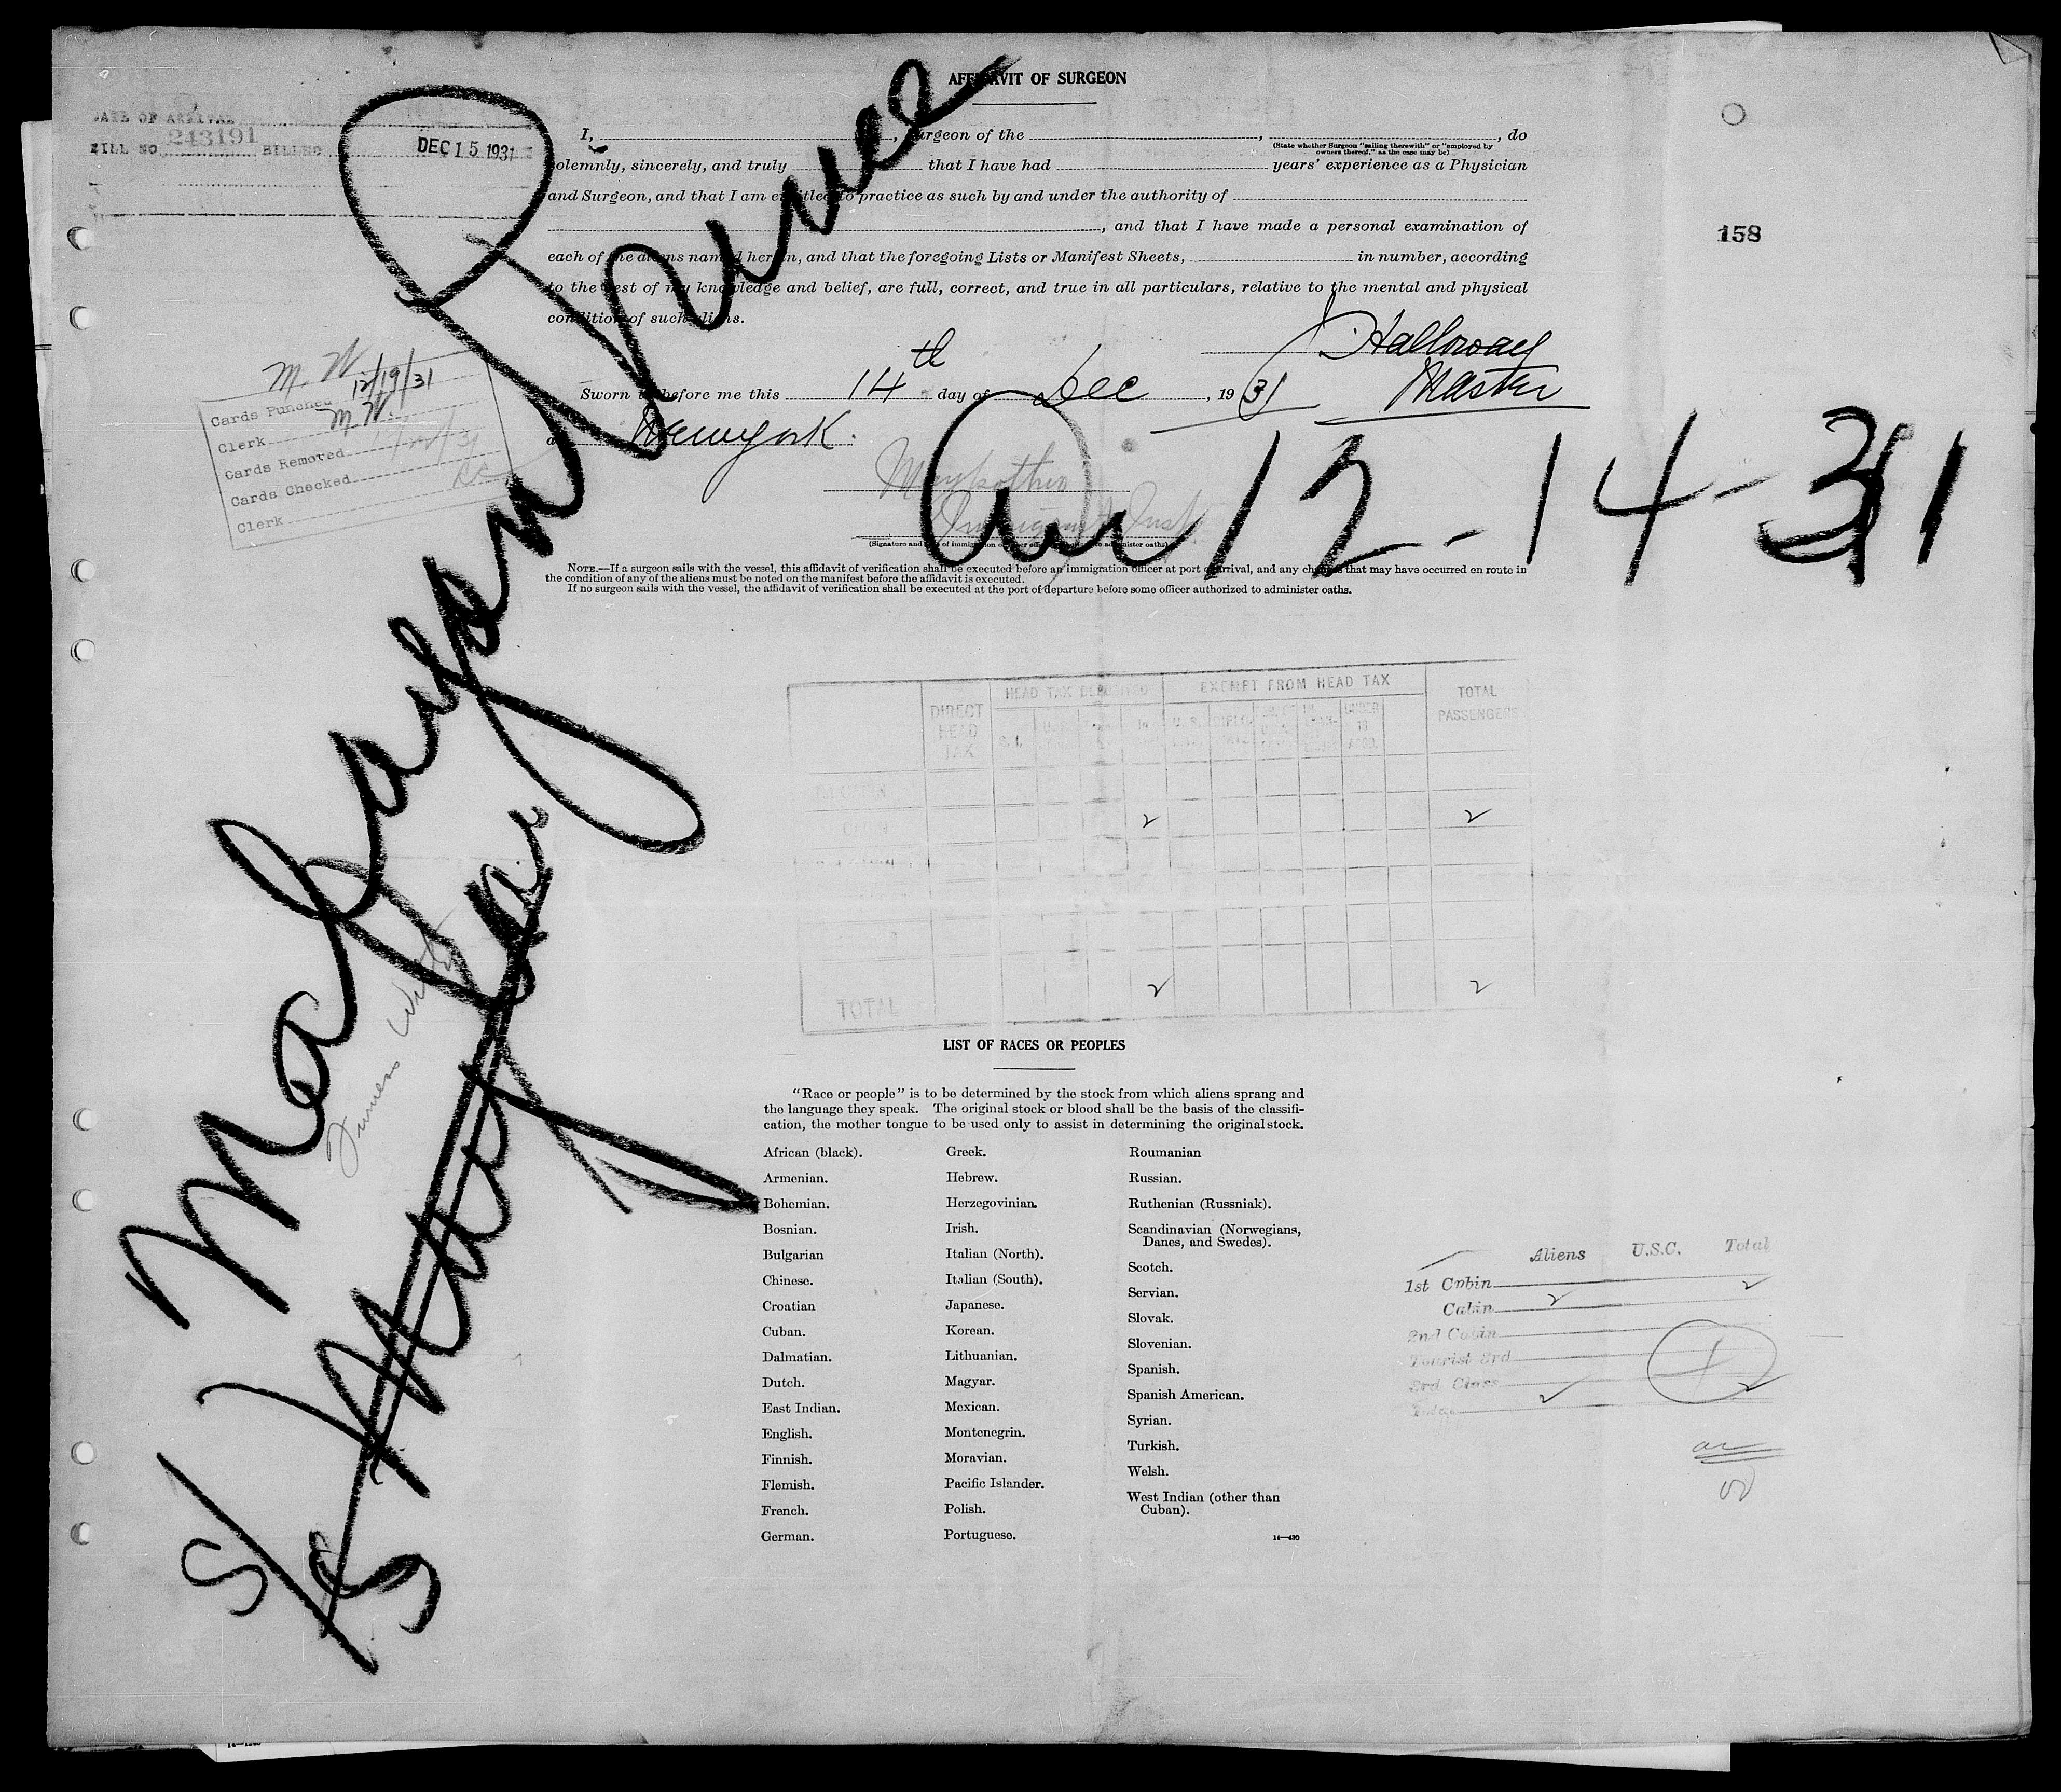 AFFIDAVIT OF SURGEON
DATE OF ARRIVAL
BILL NO. 243191 BILLED DEC 15 1931
I, , Surgeon of the , , do
(State whether Surgeon "sailing therewith" or "employed by
owners thereof," as the case may be)
solemnly, sincerely, and truly that I have had years' experience as a Physician
and Surgeon, and that I am entitled to practice as such by and under the authority of
, and that I have made a personal examination of
each of the aliens named herein, and that the foregoing Lists or Manifest Sheets, in number, according
to the best of my knowledge and belief, are full, correct, and true in all particulars, relative to the mental and physical
condition of such aliens.
158
J. Halloway
Master
Sworn to before me this 14th day of Dec , 1931
at New York.
Immigrant Insp
(Signature and title of immigration officer or other officer authorized to administer oaths)
M. W. 12/19/31
Cards Punched
Clerk M. W.
Cards Removed
Cards Checked
Clerk
Arr 12-14-31
NOTE.—If a surgeon sails with the vessel, this affidavit of verification shall be executed before an immigration officer at port of arrival, and any changes that may have occurred en route in
the condition of any of the aliens must be noted on the manifest before the affidavit is executed.
If no surgeon sails with the vessel, the affidavit of verification shall be executed at the port of departure before some officer authorized to administer oaths.
S/S
Prince
Furness
DIRECT HEAD TAX
HEAD TAX DEPOSITED
EXEMPT FROM HEAD TAX
TOTAL PASSENGERS
2 2
TOTAL 2 2
LIST OF RACES OR PEOPLES
"Race or people" is to be determined by the stock from which aliens sprang and
the language they speak. The original stock or blood shall be the basis of the classifi-
cation, the mother tongue to be used only to assist in determining the original stock.
African (black).
Armenian.
Bohemian.
Bosnian.
Bulgarian
Chinese.
Croatian
Cuban.
Dalmatian.
Dutch.
East Indian.
English.
Finnish.
Flemish.
French.
German.
Greek.
Hebrew.
Herzegovinian.
Irish.
Italian (North).
Italian (South).
Japanese.
Korean.
Lithuanian.
Magyar.
Mexican.
Montenegrin.
Moravian.
Pacific Islander.
Polish.
Portuguese.
Roumanian
Russian.
Ruthenian (Russniak).
Scandinavian (Norwegians,
Danes, and Swedes).
Scotch.
Servian.
Slovak.
Slovenian.
Spanish.
Spanish American.
Syrian.
Turkish.
Welsh.
West Indian (other than
Cuban).
14—430
Aliens U.S.C. Total
1st Cabin 2
Cabin 2
2nd Cabin
Tourist 3rd
3rd Class 2 2
Total